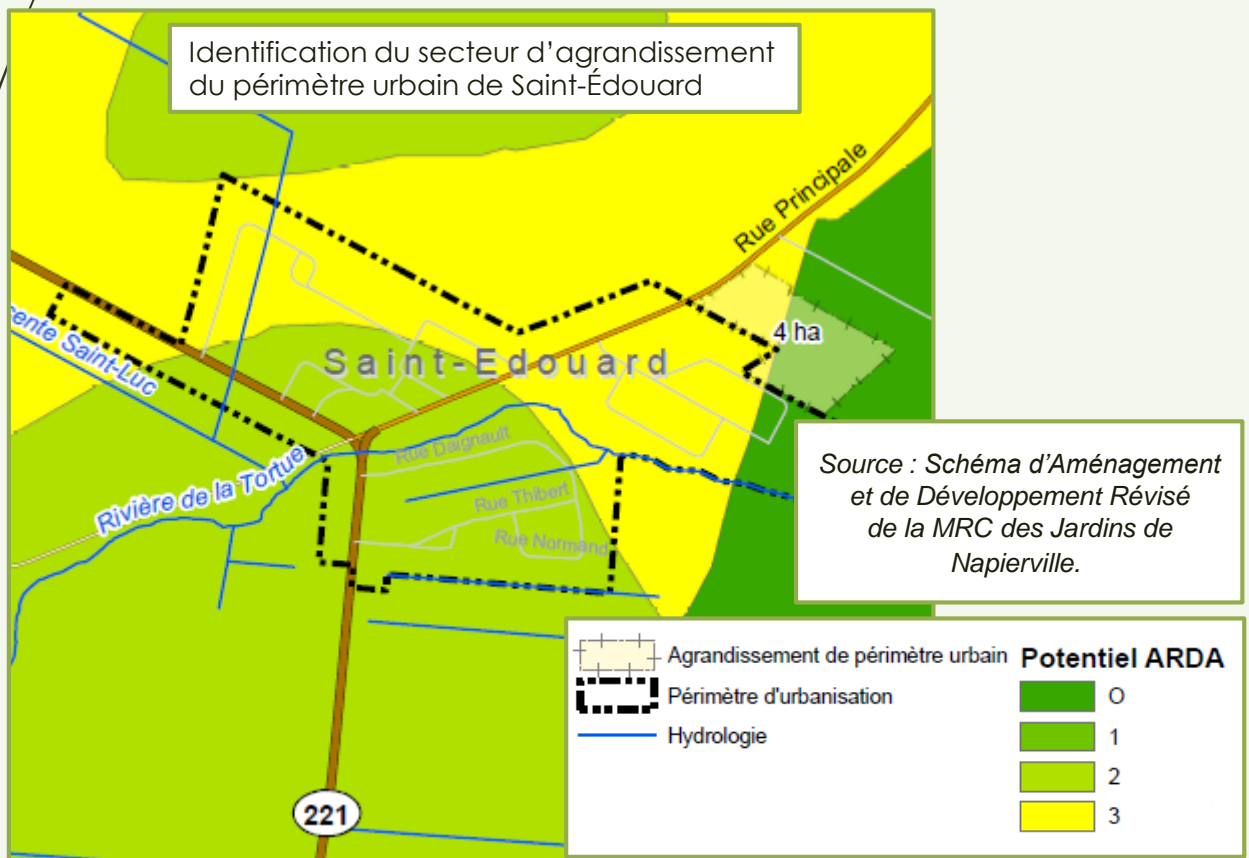 Identification du secteur d'agrandissement
du périmètre urbain de Saint-Édouard
Rue Principale
4 ha
Saint-Edouard
cente Saint-Luc
Rivière de la Tortue
Rue Daignault
Rue Thibert
Rue Normand
221
Source : Schéma d'Aménagement
et de Développement Révisé
de la MRC des Jardins de
Napierville.
Agrandissement de périmètre urbain
Périmètre d'urbanisation
Hydrologie
Potentiel ARDA
O
1
2
3